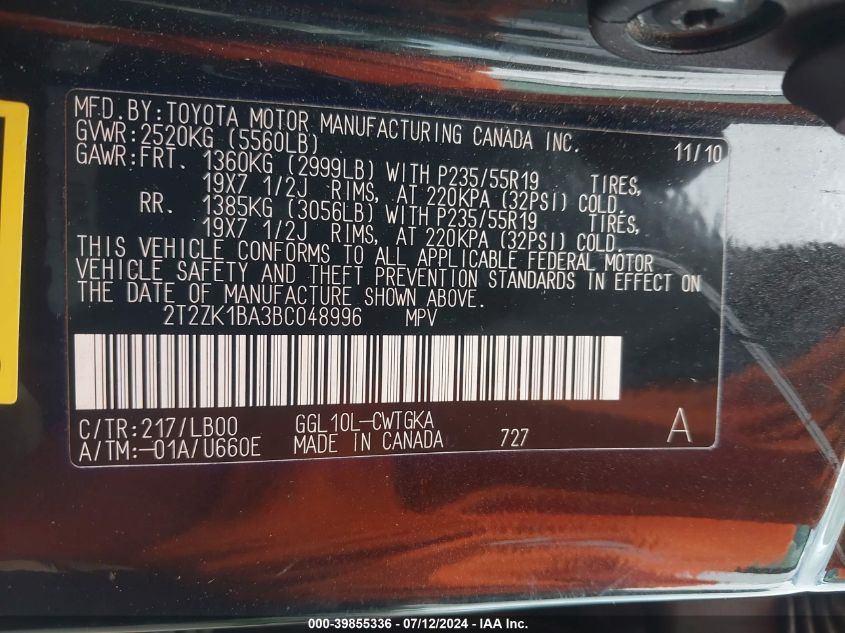 MFD.BY:TOYOTA MOTOR MANUFACTURING CANADA INC.
GVWR:2520KG (5560LB) 11/10
GAWR:FRT. 1360KG (2999LB) WITH P235/55R19 TIRES,
19X7 1/2J RIMS, AT 220KPA (32PSI) COLD.
RR. 1385KG (3056LB) WITH P235/55R19 TIRES,
19X7 1/2J RIMS, AT 220KPA (32PSI) COLD.
THIS VEHICLE CONFORMS TO ALL APPLICABLE FEDERAL MOTOR
VEHICLE SAFETY AND THEFT PREVENTION STANDARDS IN EFFECT ON
THE DATE OF MANUFACTURE SHOWN ABOVE.
2T2ZK1BA3BC048996 MPV
C/TR:217/LB00 GGL10L-CWTGKA A
A/TM:-01A/U660E MADE IN CANADA 727
000-39855336 - 07/12/2024 - IAA Inc.